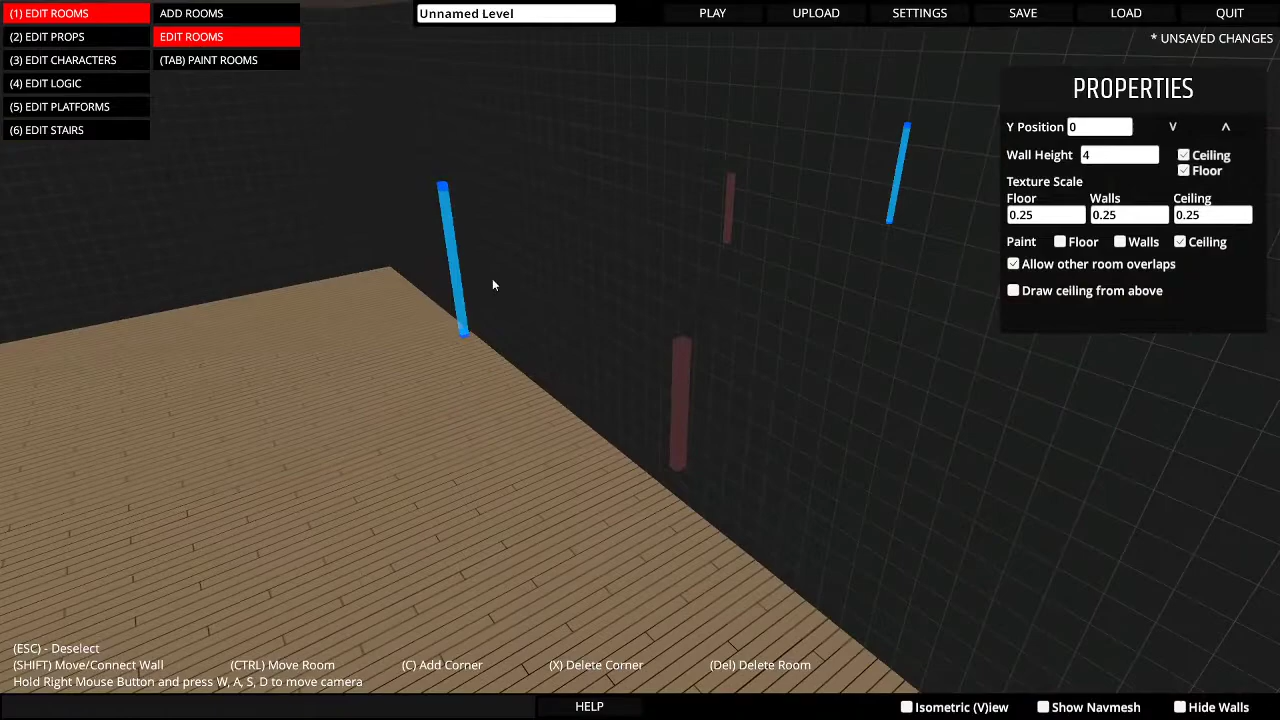 (1) EDIT ROOMS
ADD ROOMS
Unnamed Level
PLAY
UPLOAD
SETTINGS
SAVE
LOAD
QUIT
(2) EDIT PROPS
EDIT ROOMS
* UNSAVED CHANGES
(3) EDIT CHARACTERS
(TAB) PAINT ROOMS
(4) EDIT LOGIC
(5) EDIT PLATFORMS
(6) EDIT STAIRS
PROPERTIES
Y Position 0 V ʌ
Wall Height 4 Ceiling
Floor
Texture Scale
Floor Walls Ceiling
0.25 0.25 0.25
Paint Floor Walls Ceiling
Allow other room overlaps
Draw ceiling from above
(ESC) - Deselect
(SHIFT) Move/Connect Wall (CTRL) Move Room (C) Add Corner (X) Delete Corner (Del) Delete Room
Hold Right Mouse Button and press W, A, S, D to move camera
HELP
Isometric (V)iew
Show Navmesh
Hide Walls